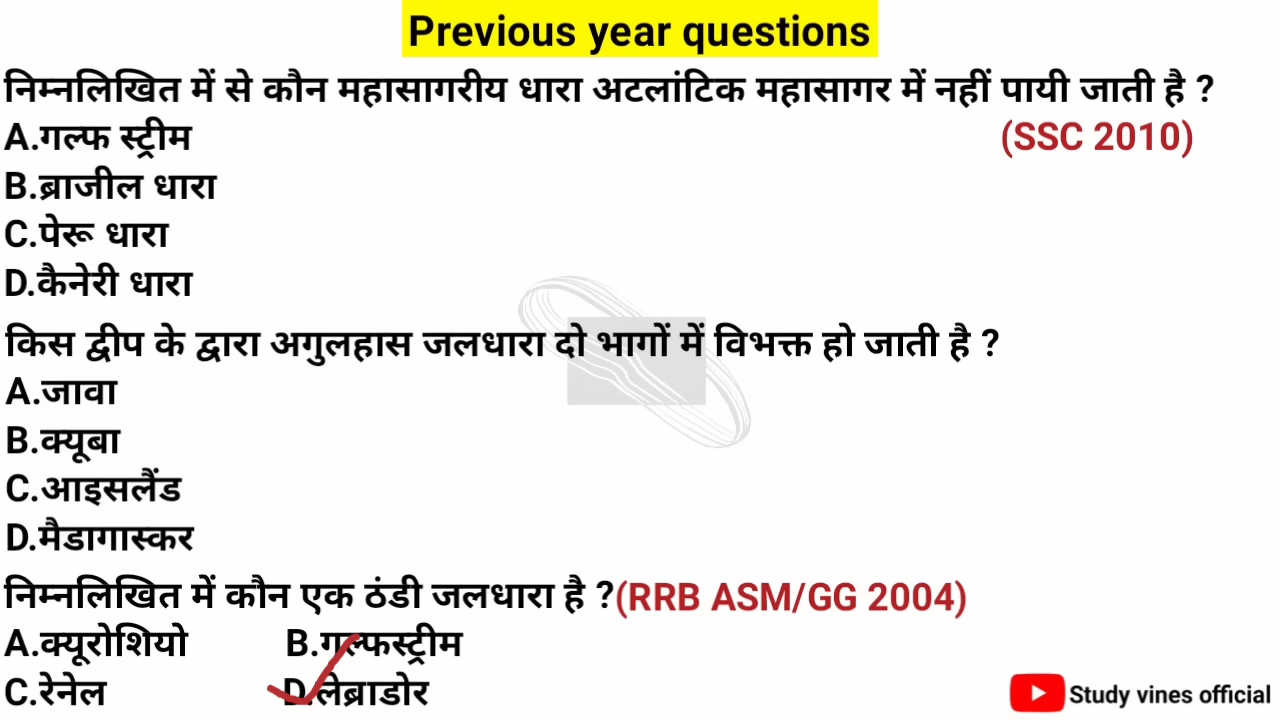 Previous year questions
निम्नलिखित में से कौन महासागरीय धारा अटलांटिक महासागर में नहीं पायी जाती है ?
A.गल्फ स्ट्रीम (SSC 2010)
B.ब्राजील धारा
C.पेरू धारा
D.कैनेरी धारा
किस द्वीप के द्वारा अगुलहास जलधारा दो भागों में विभक्त हो जाती है ?
A.जावा
B.क्यूबा
C.आइसलैंड
D.मैडागास्कर
निम्नलिखित में कौन एक ठंडी जलधारा है ?(RRB ASM/GG 2004)
A.क्यूरोशियो B.गल्फस्ट्रीम
C.रेनेल D.लेब्राडोर
Study vines official